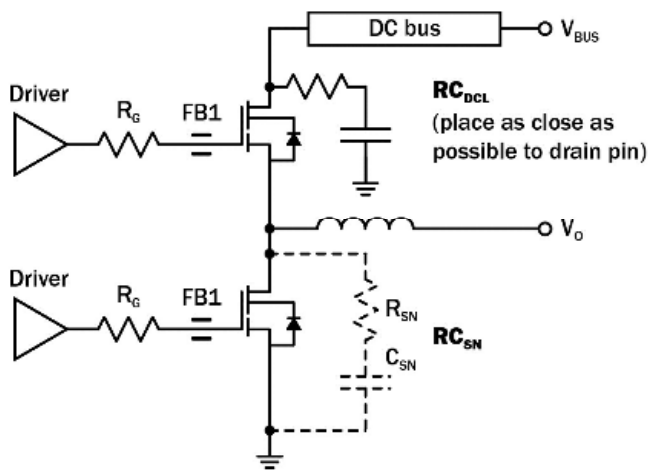 DC bus
V_BUS
Driver
R_G
FB1
RC_DCL
(place as close as
possible to drain pin)
V_O
Driver
R_G
FB1
R_SN
RC_SN
C_SN